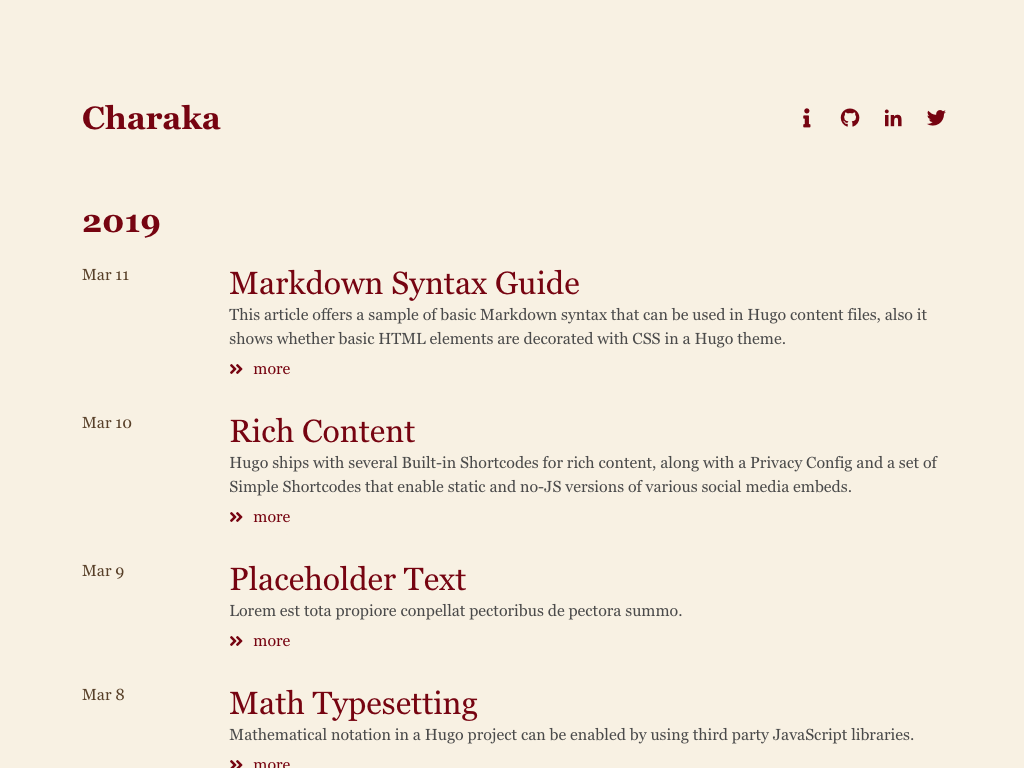 Charaka
2019
Mar 11
Markdown Syntax Guide
This article offers a sample of basic Markdown syntax that can be used in Hugo content files, also it
shows whether basic HTML elements are decorated with CSS in a Hugo theme.
more
Mar 10
Rich Content
Hugo ships with several Built-in Shortcodes for rich content, along with a Privacy Config and a set of
Simple Shortcodes that enable static and no-JS versions of various social media embeds.
more
Mar 9
Placeholder Text
Lorem est tota propiore conpellat pectoribus de pectora summo.
more
Mar 8
Math Typesetting
Mathematical notation in a Hugo project can be enabled by using third party JavaScript libraries.
more